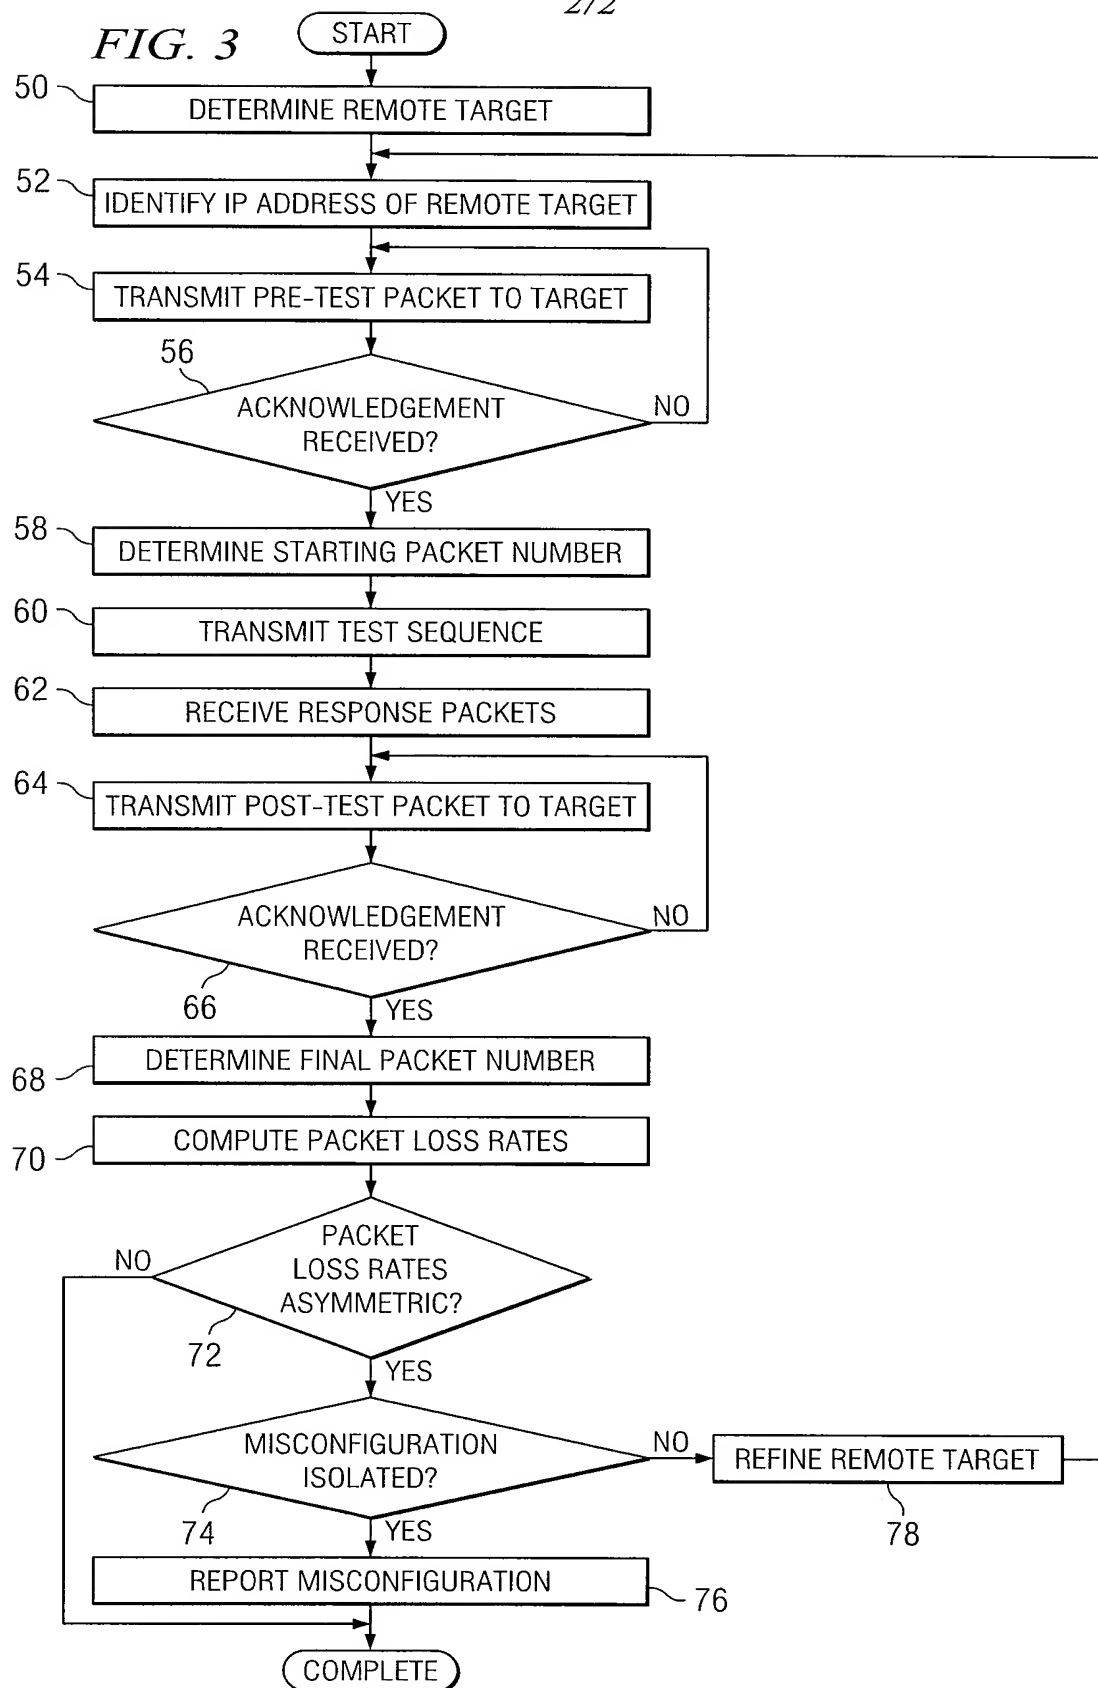 2/2
FIG. 3
START
50
DETERMINE REMOTE TARGET
52
IDENTIFY IP ADDRESS OF REMOTE TARGET
54
TRANSMIT PRE-TEST PACKET TO TARGET
56
ACKNOWLEDGEMENT
RECEIVED?
NO
YES
58
DETERMINE STARTING PACKET NUMBER
60
TRANSMIT TEST SEQUENCE
62
RECEIVE RESPONSE PACKETS
64
TRANSMIT POST-TEST PACKET TO TARGET
ACKNOWLEDGEMENT
RECEIVED?
NO
66
YES
DETERMINE FINAL PACKET NUMBER
68
COMPUTE PACKET LOSS RATES
70
PACKET
LOSS RATES
ASYMMETRIC?
NO
72
YES
MISCONFIGURATION
ISOLATED?
NO
REFINE REMOTE TARGET
78
74
YES
REPORT MISCONFIGURATION
76
COMPLETE